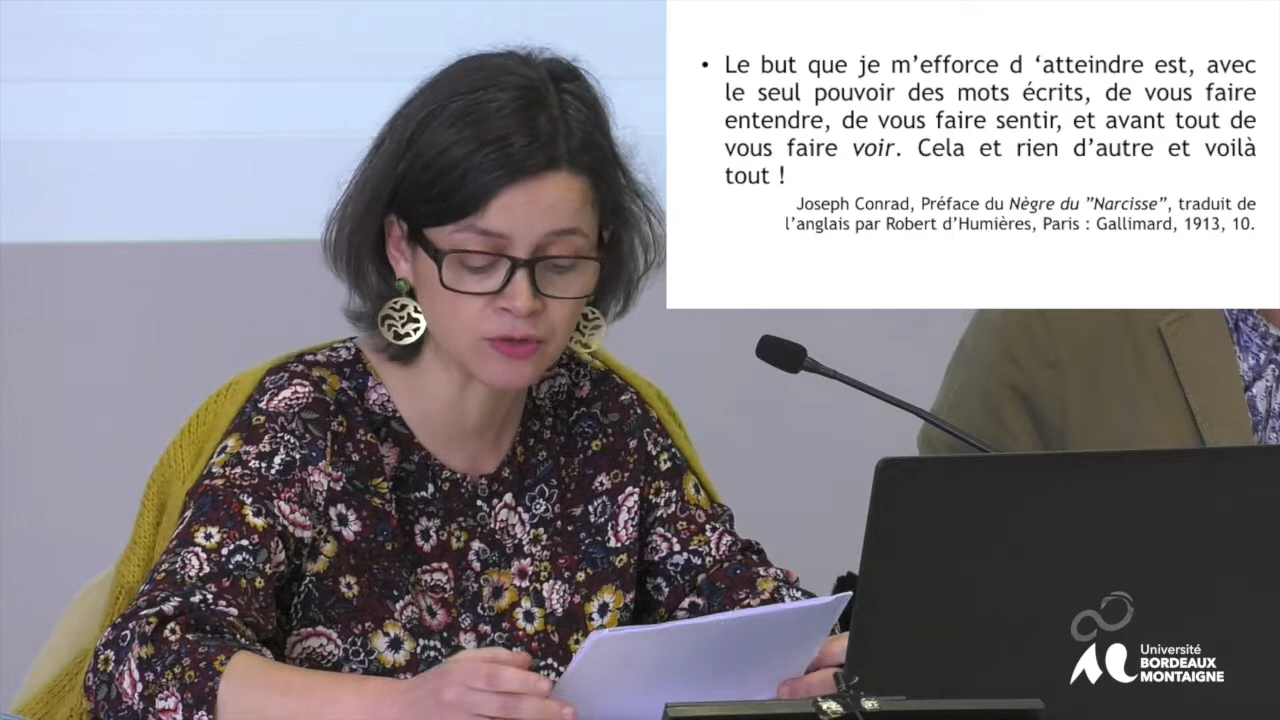 • Le but que je m’efforce d ‘atteindre est, avec
le seul pouvoir des mots écrits, de vous faire
entendre, de vous faire sentir, et avant tout de
vous faire voir. Cela et rien d’autre et voilà
tout !
Joseph Conrad, Préface du Nègre du ”Narcisse”, traduit de
l’anglais par Robert d’Humières, Paris : Gallimard, 1913, 10.
Université
BORDEAUX
MONTAIGNE